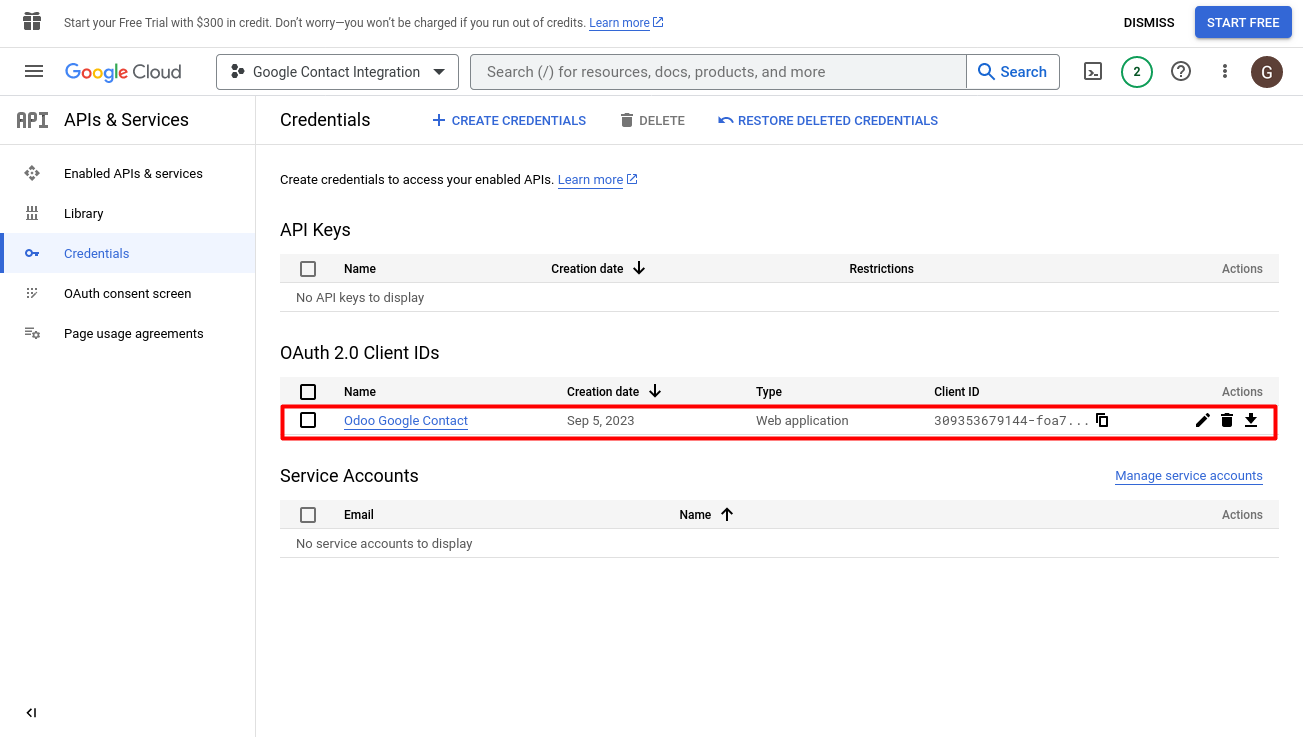 Start your Free Trial with $300 in credit. Don’t worry—you won’t be charged if you run out of credits. Learn more
DISMISS
START FREE
Google Cloud
Google Contact Integration
Search (/) for resources, docs, products, and more
Search
2
G
API
APIs & Services
Enabled APIs & services
Library
Credentials
OAuth consent screen
Page usage agreements
Credentials
CREATE CREDENTIALS
DELETE
RESTORE DELETED CREDENTIALS
Create credentials to access your enabled APIs. Learn more
API Keys
Name Creation date Restrictions Actions
No API keys to display
OAuth 2.0 Client IDs
Name Creation date Type Client ID Actions
Odoo Google Contact Sep 5, 2023 Web application 309353679144-foa7...
Service Accounts
Manage service accounts
Email Name Actions
No service accounts to display